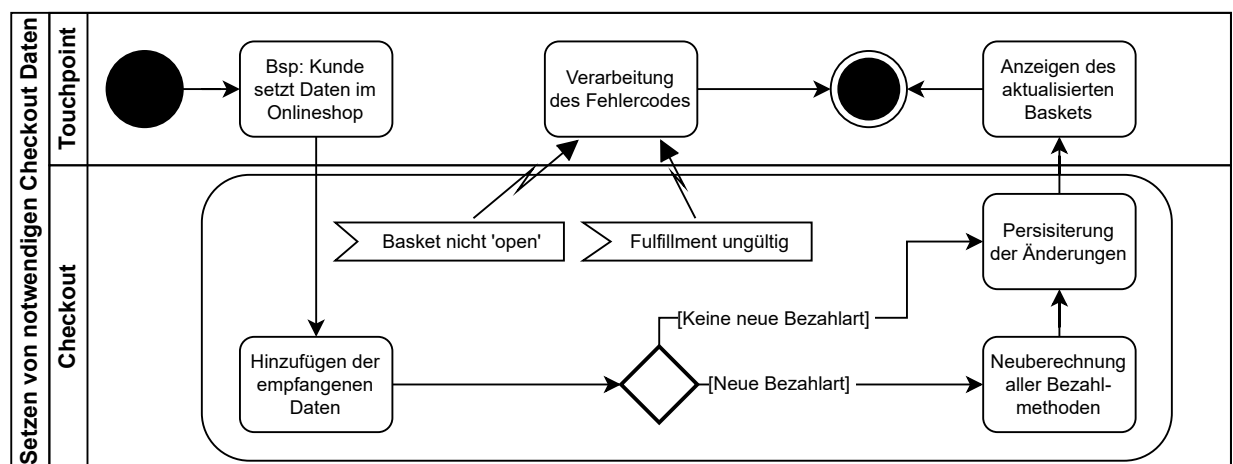 Setzen von notwendigen Checkout Daten
Touchpoint
Bsp: Kunde
setzt Daten im
Onlineshop
Verarbeitung
des Fehlercodes
Anzeigen des
aktualisierten
Baskets
Checkout
Basket nicht 'open'
Fulfillment ungültig
Persisiterung
der Änderungen
[Keine neue Bezahlart]
Hinzufügen der
empfangenen
Daten
[Neue Bezahlart]
Neuberechnung
aller Bezahl-
methoden